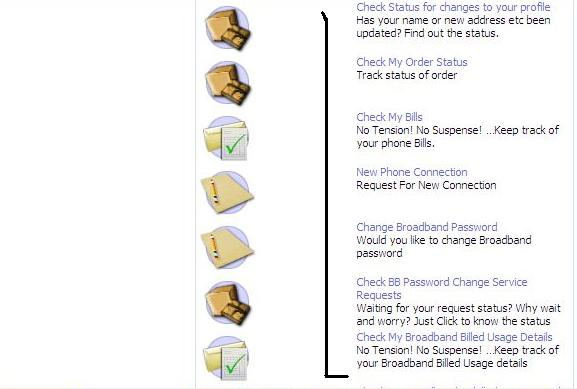 Check Status for changes to your profile
Has your name or new address etc been
updated? Find out the status.
Check My Order Status
Track status of order
Check My Bills
No Tension! No Suspense! ...Keep track of
your phone Bills.
New Phone Connection
Request For New Connection
Change Broadband Password
Would you like to change Broadband
password
Check BB Password Change Service
Requests
Waiting for your request status? Why wait
and worry? Just Click to know the status
Check My Broadband Billed Usage Details
No Tension! No Suspense! ...Keep track of
your Broadband Billed Usage details